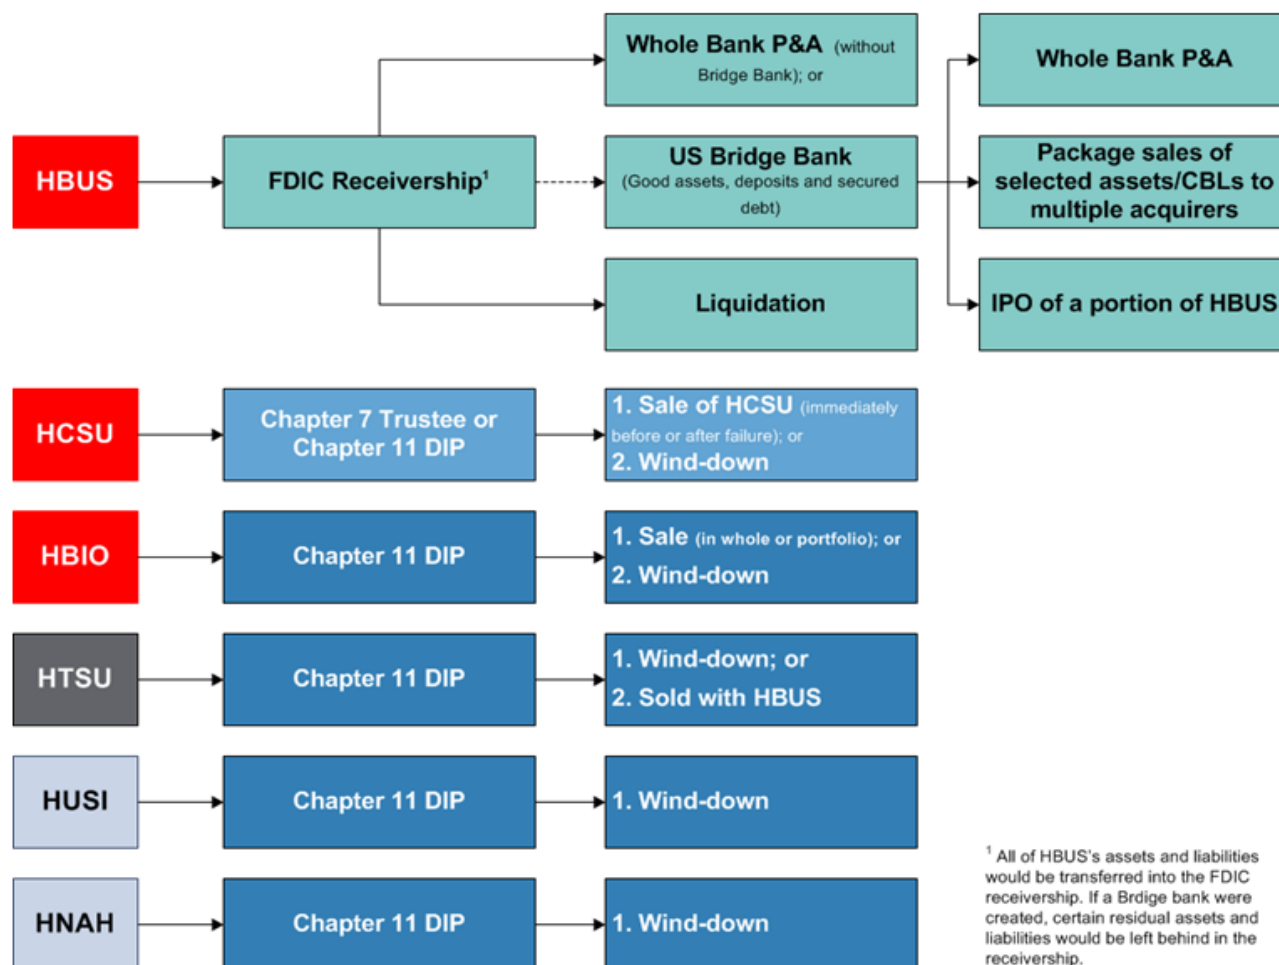 Whole Bank P&A (without
Bridge Bank); or
Whole Bank P&A
HBUS
FDIC Receivership¹
US Bridge Bank
(Good assets, deposits and secured
debt)
Package sales of
selected assets/CBLs to
multiple acquirers
Liquidation
IPO of a portion of HBUS
HCSU
Chapter 7 Trustee or
Chapter 11 DIP
1. Sale of HCSU (immediately
before or after failure); or
2. Wind-down
HBIO
Chapter 11 DIP
1. Sale (in whole or portfolio); or
2. Wind-down
HTSU
Chapter 11 DIP
1. Wind-down; or
2. Sold with HBUS
HUSI
Chapter 11 DIP
1. Wind-down
HNAH
Chapter 11 DIP
1. Wind-down
¹ All of HBUS's assets and liabilities
would be transferred into the FDIC
receivership. If a Brdige bank were
created, certain residual assets and
liabilities would be left behind in the
receivership.